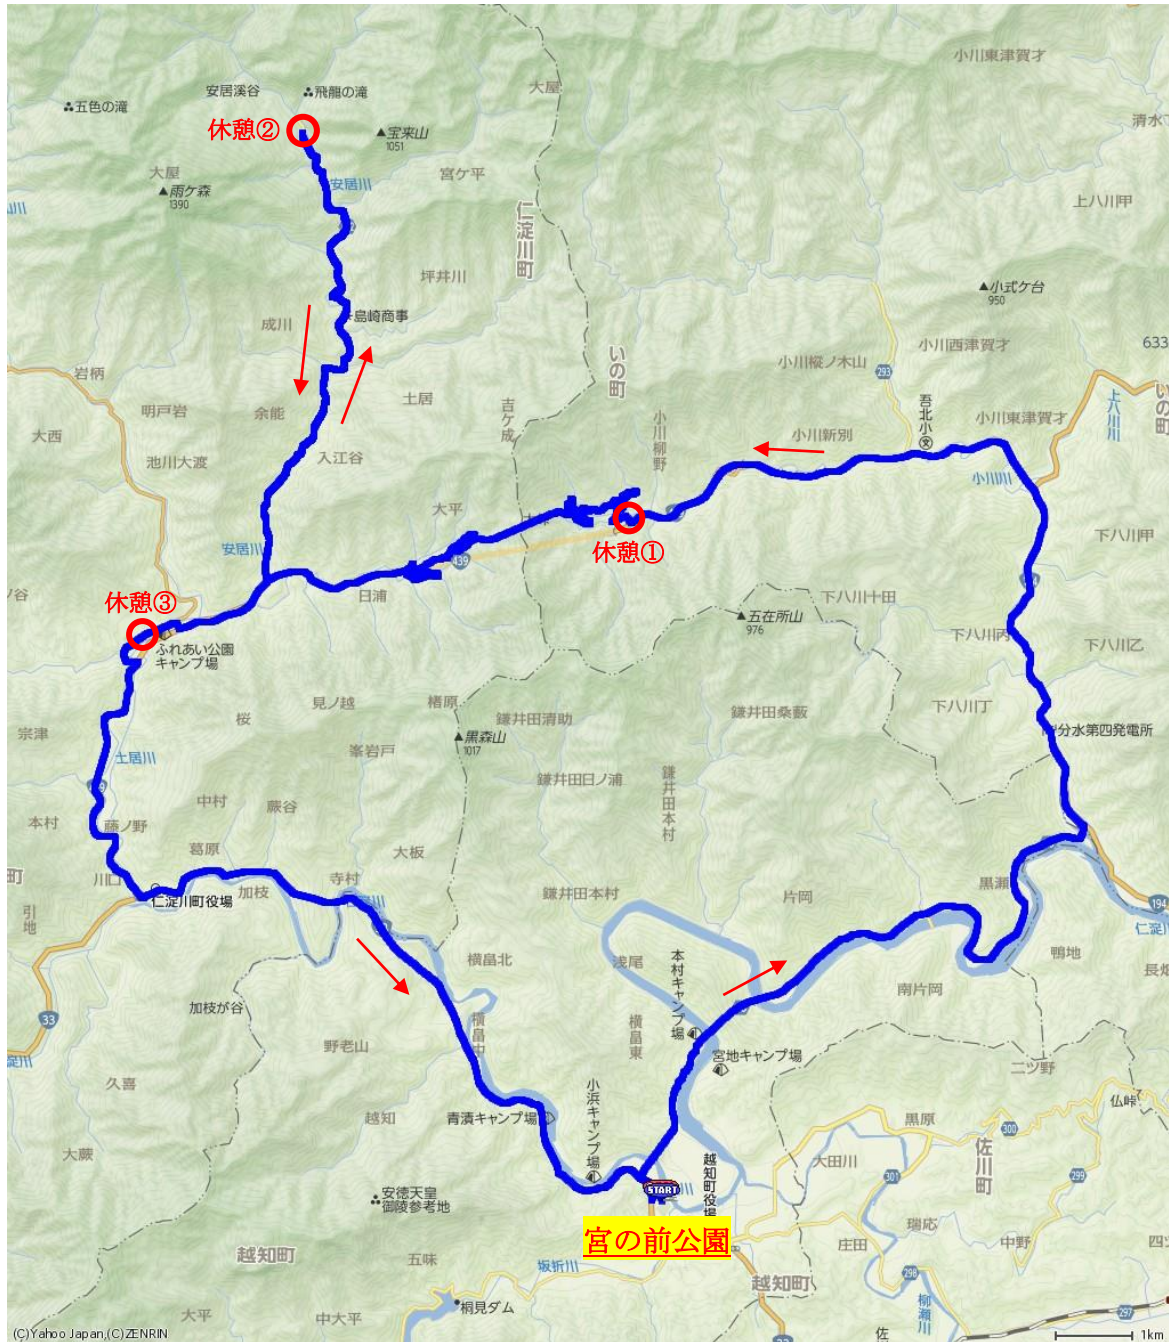 小川東津賀才
安居渓谷
飛龍の滝
大屋
五色の滝
清水
休憩②
宝来山
1051
大屋
宮ケ平
安居川
雨ケ森
1390
上八川甲
仁淀川町
坪井川
小式ケ台
950
島崎商事
成川
633
いの町
いの町
小川西津賀才
小川樅ノ木山
293
岩柄
吾北小
上八川川
明戸岩
余能
土居
吉ケ成
小川柳野
小川新別
小川東津賀才
大西
池川大渡
入江谷
小川川
大平
下八川甲
安居川
休憩①
439
日浦
下八川十田
休憩③
五在所山
976
下八川丙
下八川乙
ふれあい公園
キャンプ場
見ノ越
楮原
下八川丁
桜
鎌井田清助
鎌井田桑藪
宗津
黒森山
1017
分水第四発電所
土居川
峯岩戸
鎌井田日ノ浦
鎌井田本村
中村
蕨谷
本村
藤ノ野
葛原
大板
町
川口
加枝
寺村
鎌井田本村
片岡
黒瀬
仁淀川町役場
194
引地
仁淀川
横畠北
浅尾
本村キャンプ場
鴨地
長畑
加枝が谷
南片岡
33
横畠中
横畠東
野老山
宮地キャンプ場
久喜
二ツ野
小浜キャンプ場
仏峠
越知
青瀆キャンプ場
黒原
300
大蕨
佐川町
大田川
299
越知町役場
301
START
安徳天皇
御陵参考地
瑞応
宮の前公園
庄田
中野
越知町
五味
坂折川
298
越知町
柳瀬川
297
大平
中大平
桐見ダム
佐
(C)Yahoo Japan,(C)ZENRIN
1km